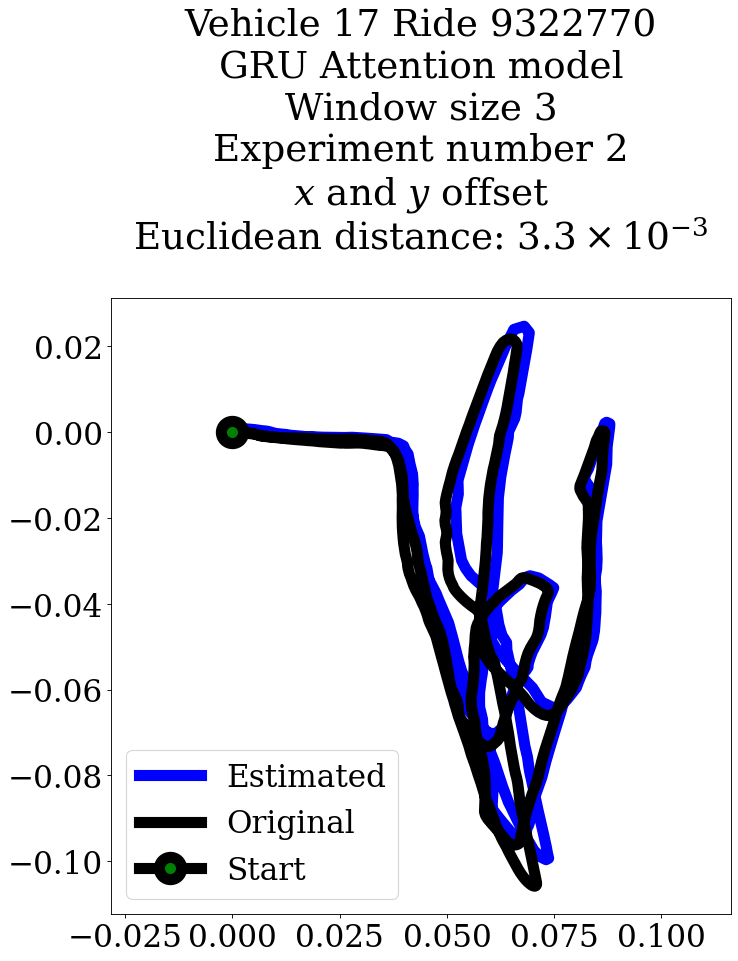 Vehicle 17 Ride 9322770
GRU Attention model
Window size 3
Experiment number 2
x and y offset
Euclidean distance: 3.3 × 10⁻³
0.02
0.00
−0.02
−0.04
−0.06
−0.08
−0.10
Estimated
Original
Start
−0.025 0.000 0.025 0.050 0.075 0.100